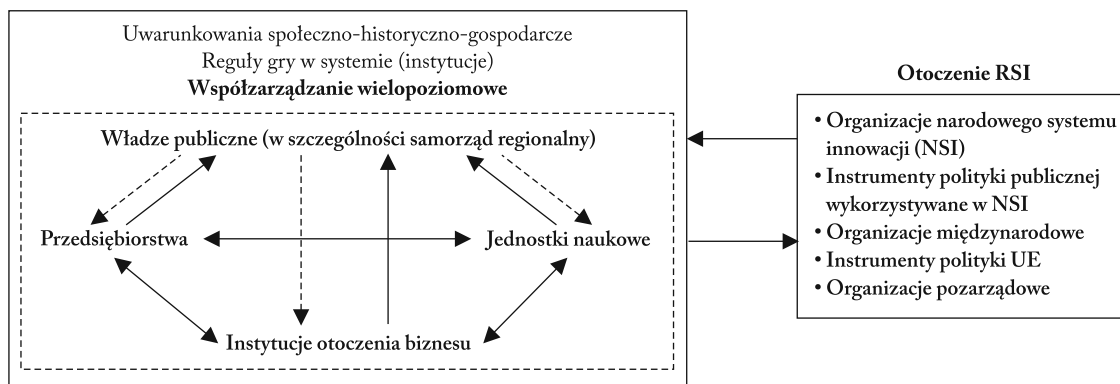 Uwarunkowania społeczno-historyczno-gospodarcze
Reguły gry w systemie (instytucje)
Współzarządzanie wielopoziomowe
Władze publiczne (w szczególności samorząd regionalny)
Przedsiębiorstwa
Jednostki naukowe
Instytucje otoczenia biznesu
Otoczenie RSI
• Organizacje narodowego systemu
innowacji (NSI)
• Instrumenty polityki publicznej
wykorzystywane w NSI
• Organizacje międzynarodowe
• Instrumenty polityki UE
• Organizacje pozarządowe